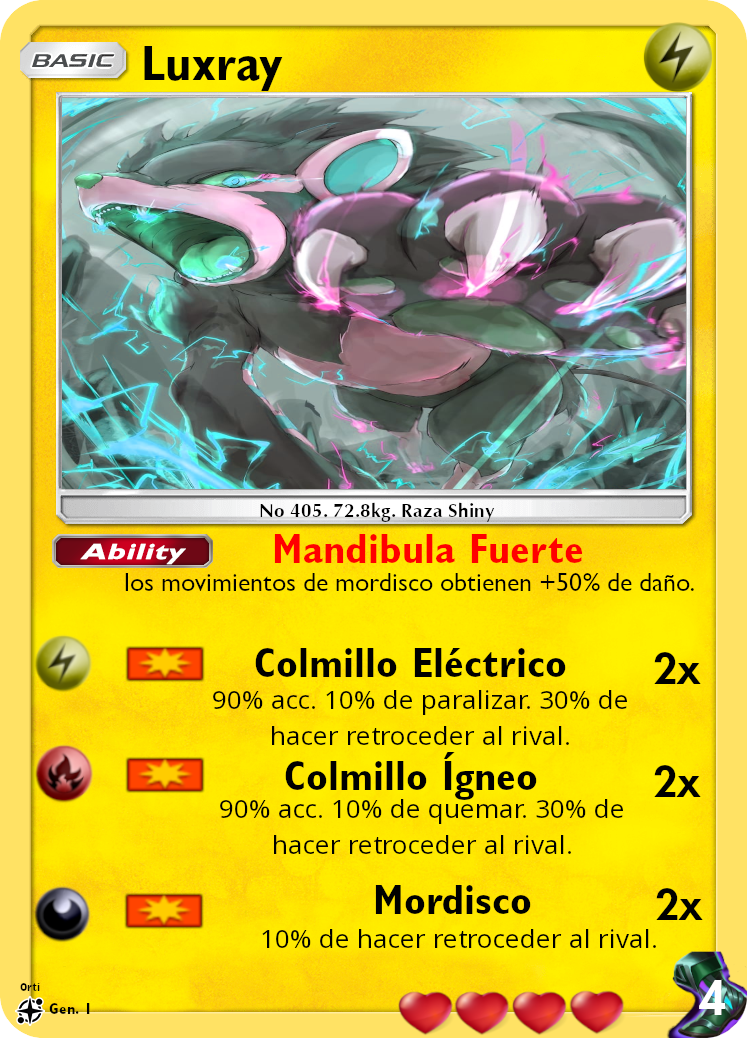 BASIC
Luxray
No 405. 72.8kg. Raza Shiny
Ability
Mandibula Fuerte
los movimientos de mordisco obtienen +50% de daño.
Colmillo Eléctrico
2x
90% acc. 10% de paralizar. 30% de
hacer retroceder al rival.
Colmillo Ígneo
2x
90% acc. 10% de quemar. 30% de
hacer retroceder al rival.
Mordisco
2x
10% de hacer retroceder al rival.
Orti
Gen. I
4